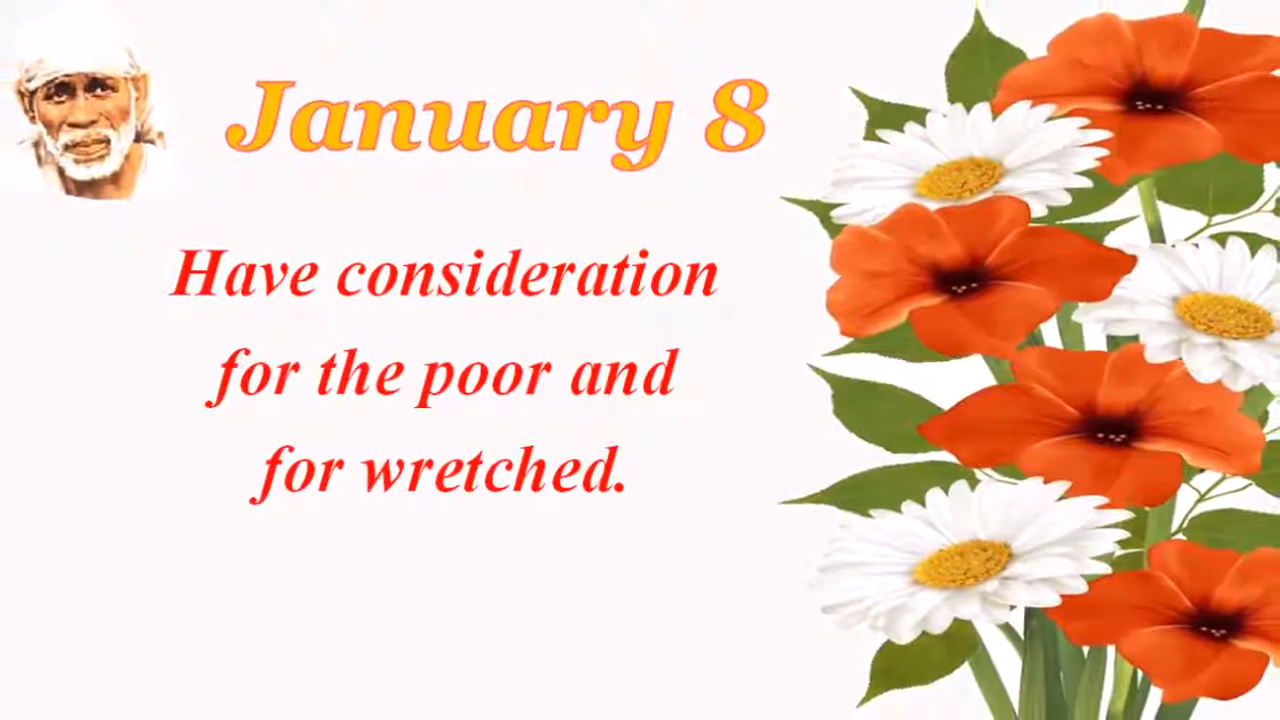 January 8
Have consideration
for the poor and
for wretched.